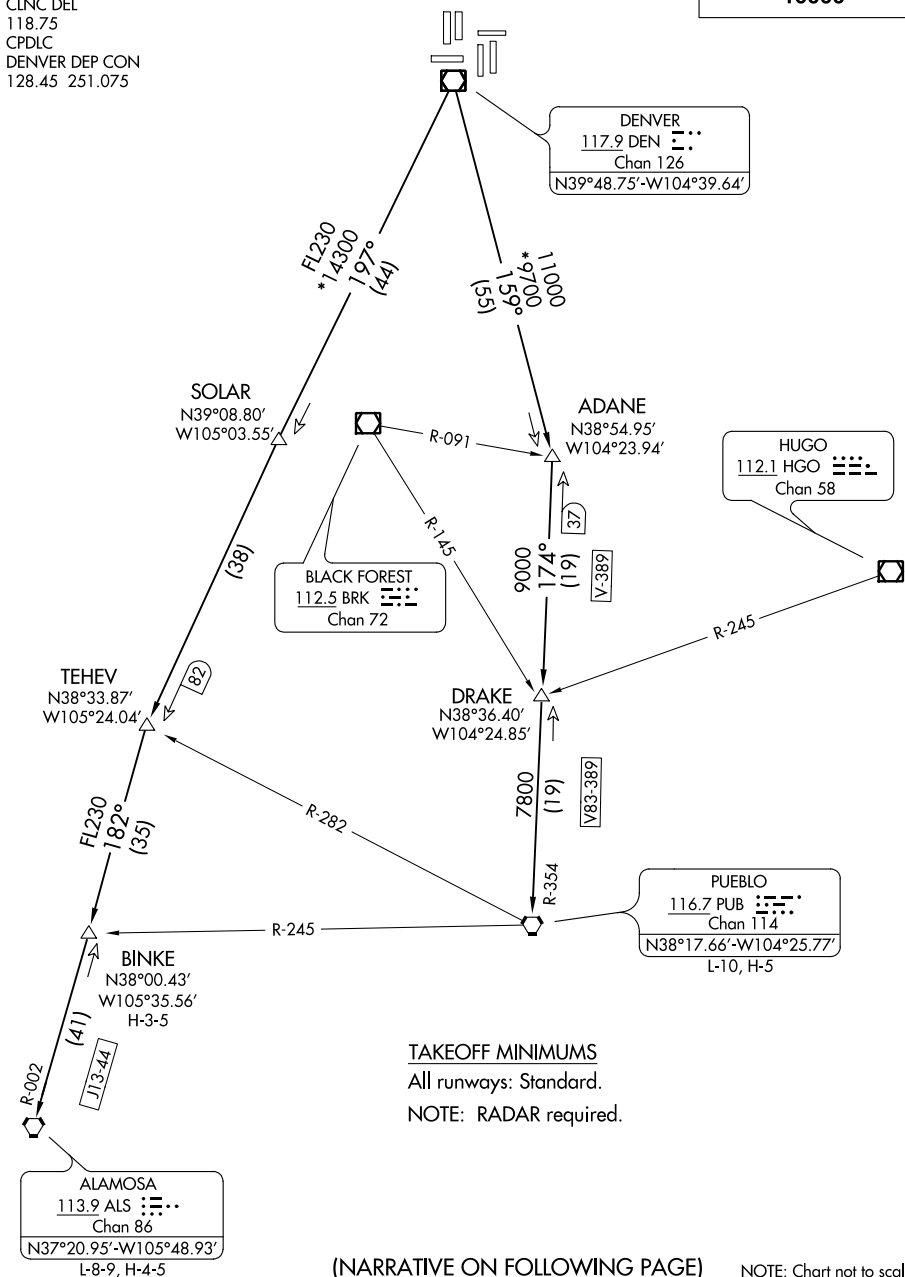 CLNC DEL
118.75
CPDLC
DENVER DEP CON
128.45 251.075
DENVER
117.9 DEN
Chan 126
N39°48.75'-W104°39.64'
FL230
*14300
197°
(44)
11000
*9700
159°
(55)
SOLAR
N39°08.80'
W105°03.55'
ADANE
N38°54.95'
W104°23.94'
R-091
HUGO
112.1 HGO
Chan 58
R-145
37
(38)
9000
174°
(19)
V-389
BLACK FOREST
112.5 BRK
Chan 72
R-245
TEHEV
N38°33.87'
W105°24.04'
82
DRAKE
N38°36.40'
W104°24.85'
7800
(19)
V83-389
R-282
FL230
182°
(35)
R-354
PUEBLO
116.7 PUB
Chan 114
N38°17.66'-W104°25.77'
L-10, H-5
R-245
BINKE
N38°00.43'
W105°35.56'
H-3-5
(41)
J13-44
R-002
TAKEOFF MINIMUMS
All runways: Standard.
NOTE: RADAR required.
ALAMOSA
113.9 ALS
Chan 86
N37°20.95'-W105°48.93'
L-8-9, H-4-5
(NARRATIVE ON FOLLOWING PAGE)
NOTE: Chart not to scal